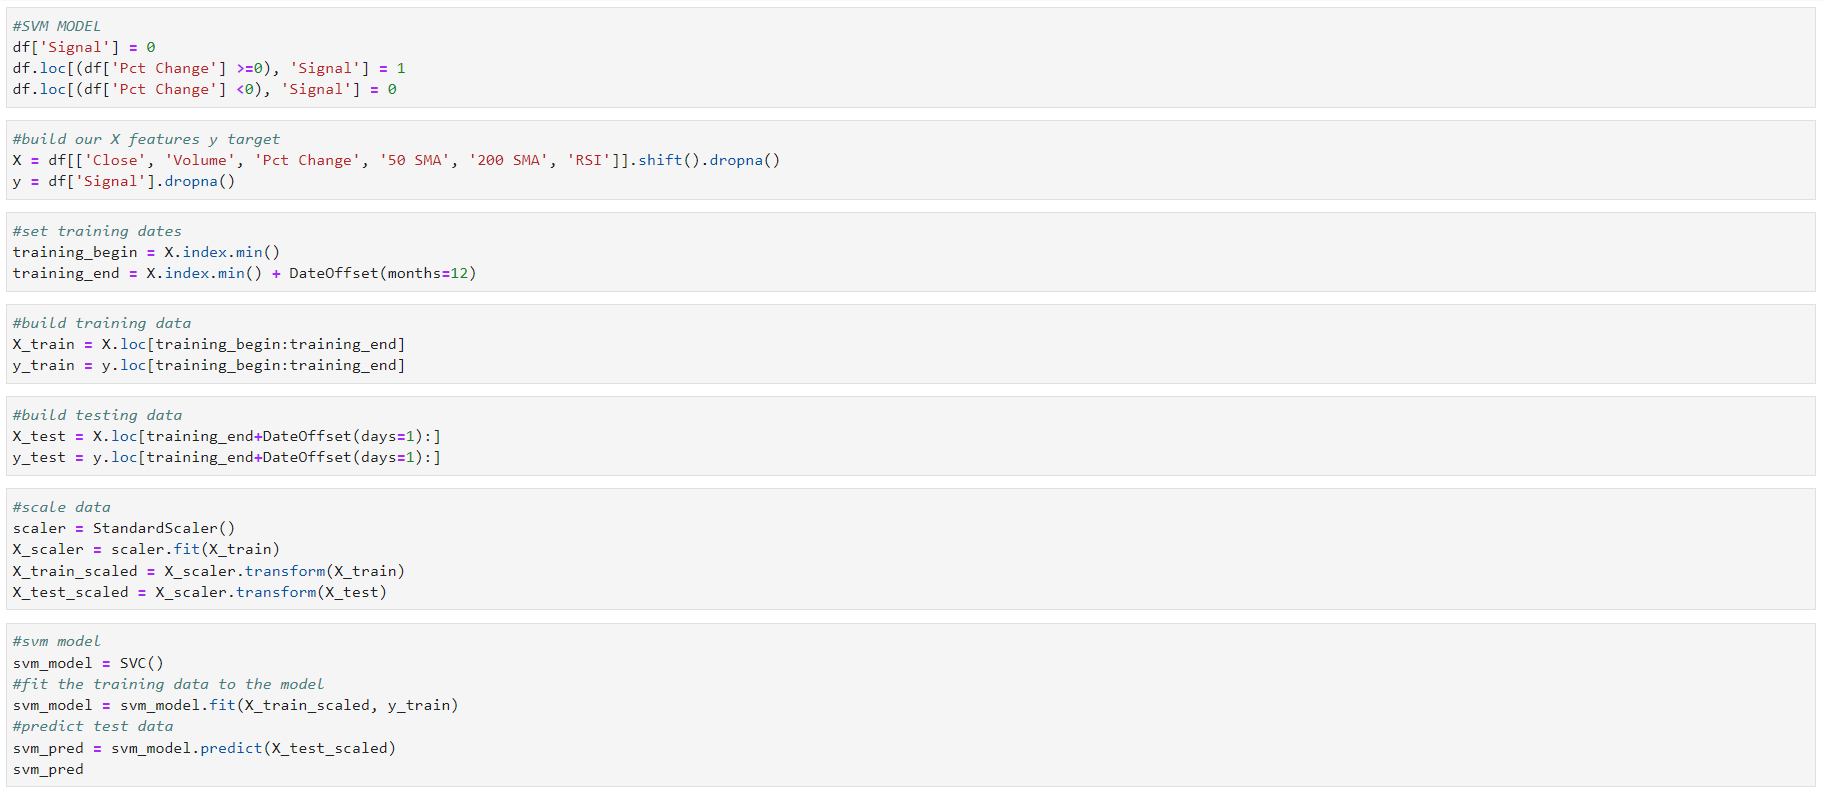 #SVM MODEL
df['Signal'] = 0
df.loc[(df['Pct Change'] >=0), 'Signal'] = 1
df.loc[(df['Pct Change'] <0), 'Signal'] = 0
#build our X features y target
X = df[['Close', 'Volume', 'Pct Change', '50 SMA', '200 SMA', 'RSI']].shift().dropna()
y = df['Signal'].dropna()
#set training dates
training_begin = X.index.min()
training_end = X.index.min() + DateOffset(months=12)
#build training data
X_train = X.loc[training_begin:training_end]
y_train = y.loc[training_begin:training_end]
#build testing data
X_test = X.loc[training_end+DateOffset(days=1):]
y_test = y.loc[training_end+DateOffset(days=1):]
#scale data
scaler = StandardScaler()
X_scaler = scaler.fit(X_train)
X_train_scaled = X_scaler.transform(X_train)
X_test_scaled = X_scaler.transform(X_test)
#svm model
svm_model = SVC()
#fit the training data to the model
svm_model = svm_model.fit(X_train_scaled, y_train)
#predict test data
svm_pred = svm_model.predict(X_test_scaled)
svm_pred